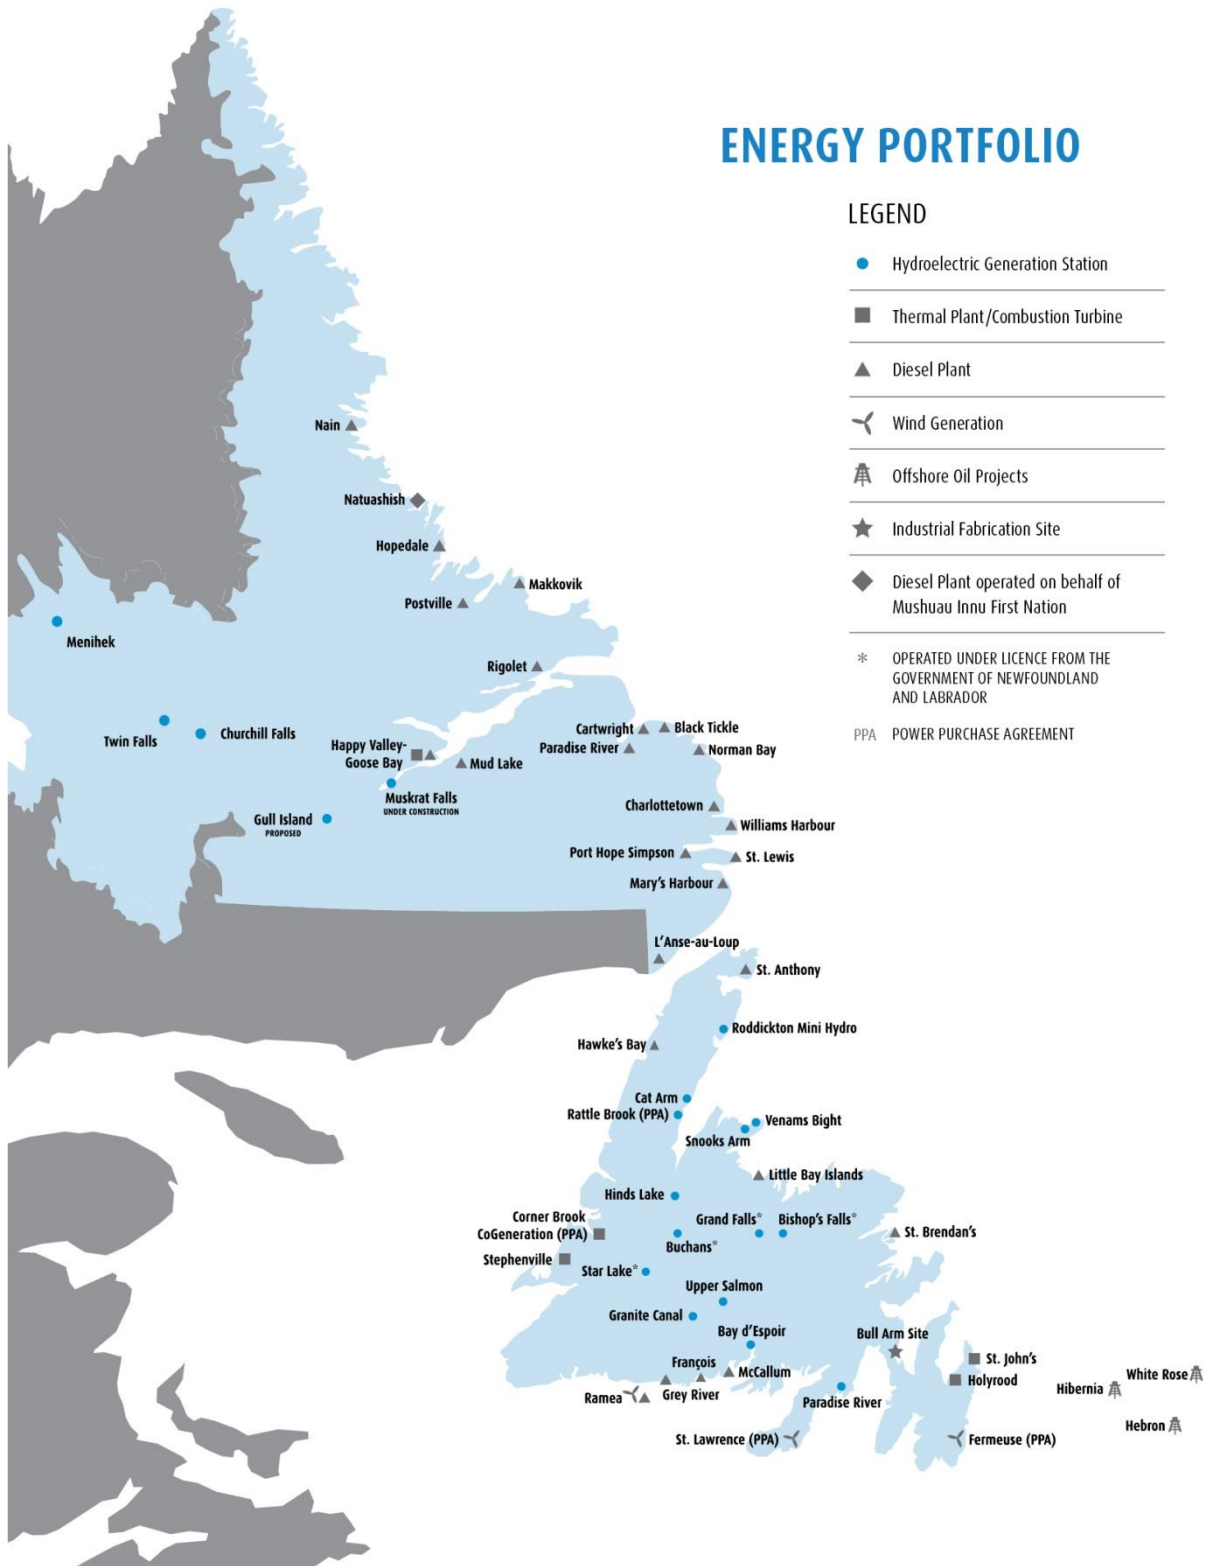 ENERGY PORTFOLIO
LEGEND
Hydroelectric Generation Station
Thermal Plant/Combustion Turbine
Diesel Plant
Wind Generation
Offshore Oil Projects
Industrial Fabrication Site
Diesel Plant operated on behalf of
Mushuau Innu First Nation
* OPERATED UNDER LICENCE FROM THE
GOVERNMENT OF NEWFOUNDLAND
AND LABRADOR
PPA POWER PURCHASE AGREEMENT
Nain
Natuashish
Hopedale
Makkovik
Postville
Menihek
Rigolet
Twin Falls
Churchill Falls
Happy Valley-
Goose Bay
Mud Lake
Muskrat Falls
UNDER CONSTRUCTION
Gull Island
PROPOSED
Cartwright
Black Tickle
Paradise River
Norman Bay
Charlottetown
Williams Harbour
Port Hope Simpson
St. Lewis
Mary's Harbour
L'Anse-au-Loup
St. Anthony
Roddickton Mini Hydro
Hawke's Bay
Cat Arm
Rattle Brook (PPA)
Venams Bight
Snooks Arm
Little Bay Islands
Hinds Lake
Corner Brook
CoGeneration (PPA)
Grand Falls*
Bishop's Falls*
St. Brendan's
Buchans*
Stephenville
Star Lake*
Upper Salmon
Granite Canal
Bay d'Espoir
Bull Arm Site
St. John's
François
McCallum
Holyrood
White Rose
Hibernia
Ramea
Grey River
Paradise River
Hebron
St. Lawrence (PPA)
Fermeuse (PPA)